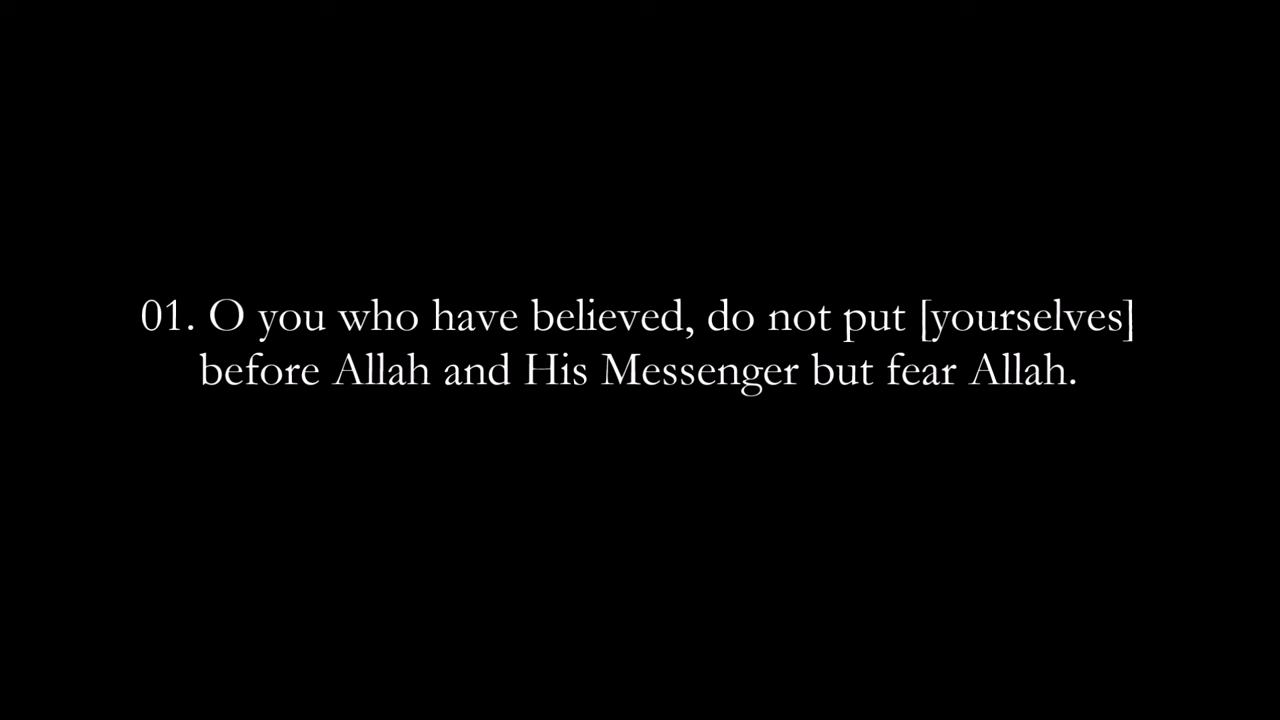 01. O you who have believed, do not put [yourselves]
before Allah and His Messenger but fear Allah.